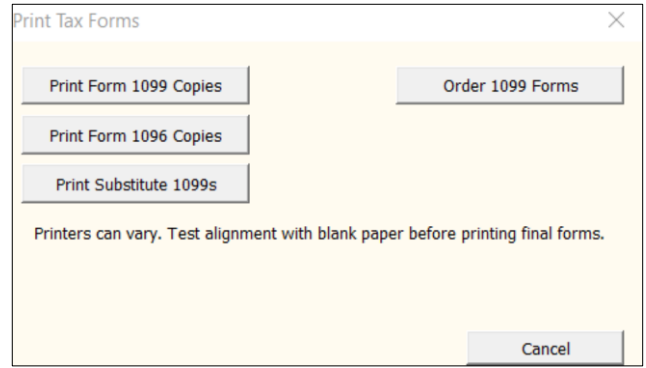 Print Tax Forms
Print Form 1099 Copies
Order 1099 Forms
Print Form 1096 Copies
Print Substitute 1099s
Printers can vary. Test alignment with blank paper before printing final forms.
Cancel